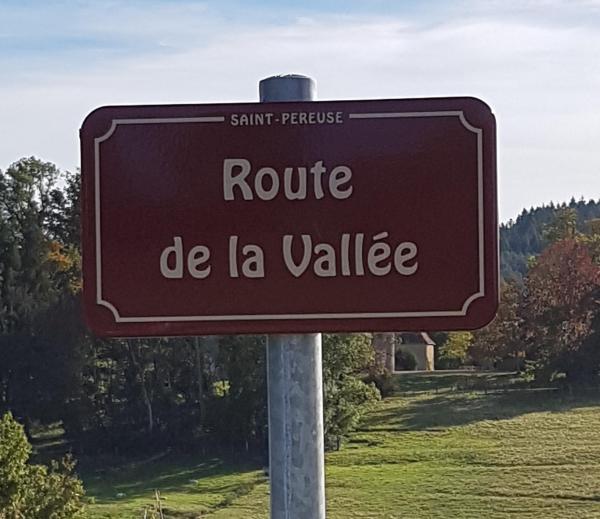 SAINT-PEREUSE
Route
de la Vallée